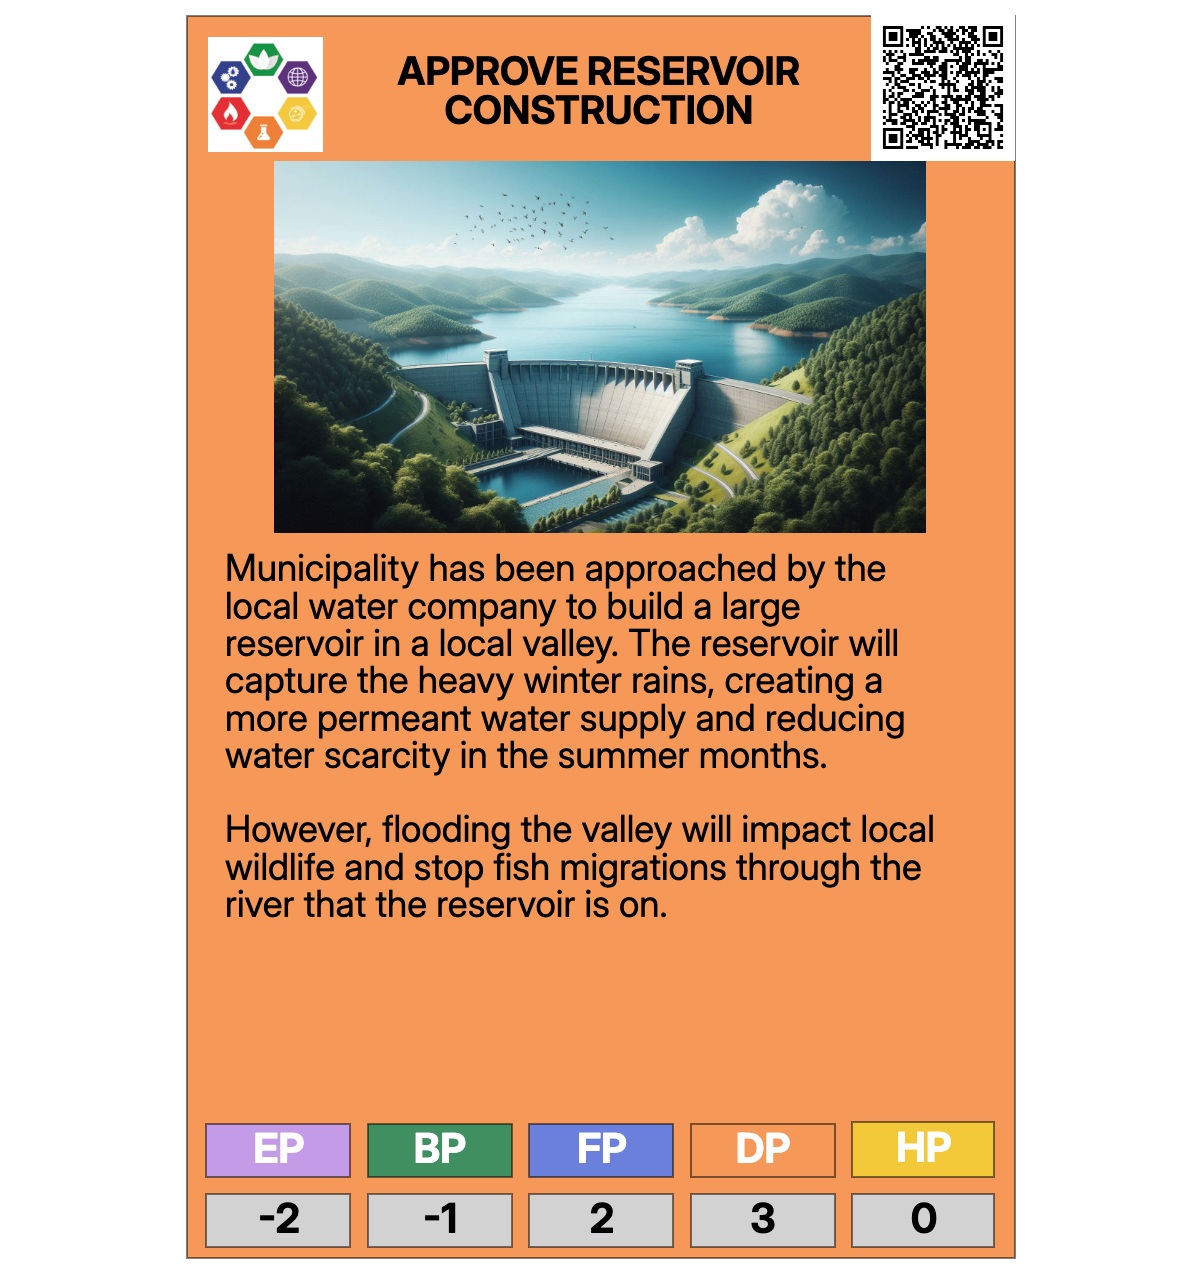 APPROVE RESERVOIR
CONSTRUCTION
Municipality has been approached by the
local water company to build a large
reservoir in a local valley. The reservoir will
capture the heavy winter rains, creating a
more permeant water supply and reducing
water scarcity in the summer months.
However, flooding the valley will impact local
wildlife and stop fish migrations through the
river that the reservoir is on.
EP BP FP DP HP
-2 -1 2 3 0